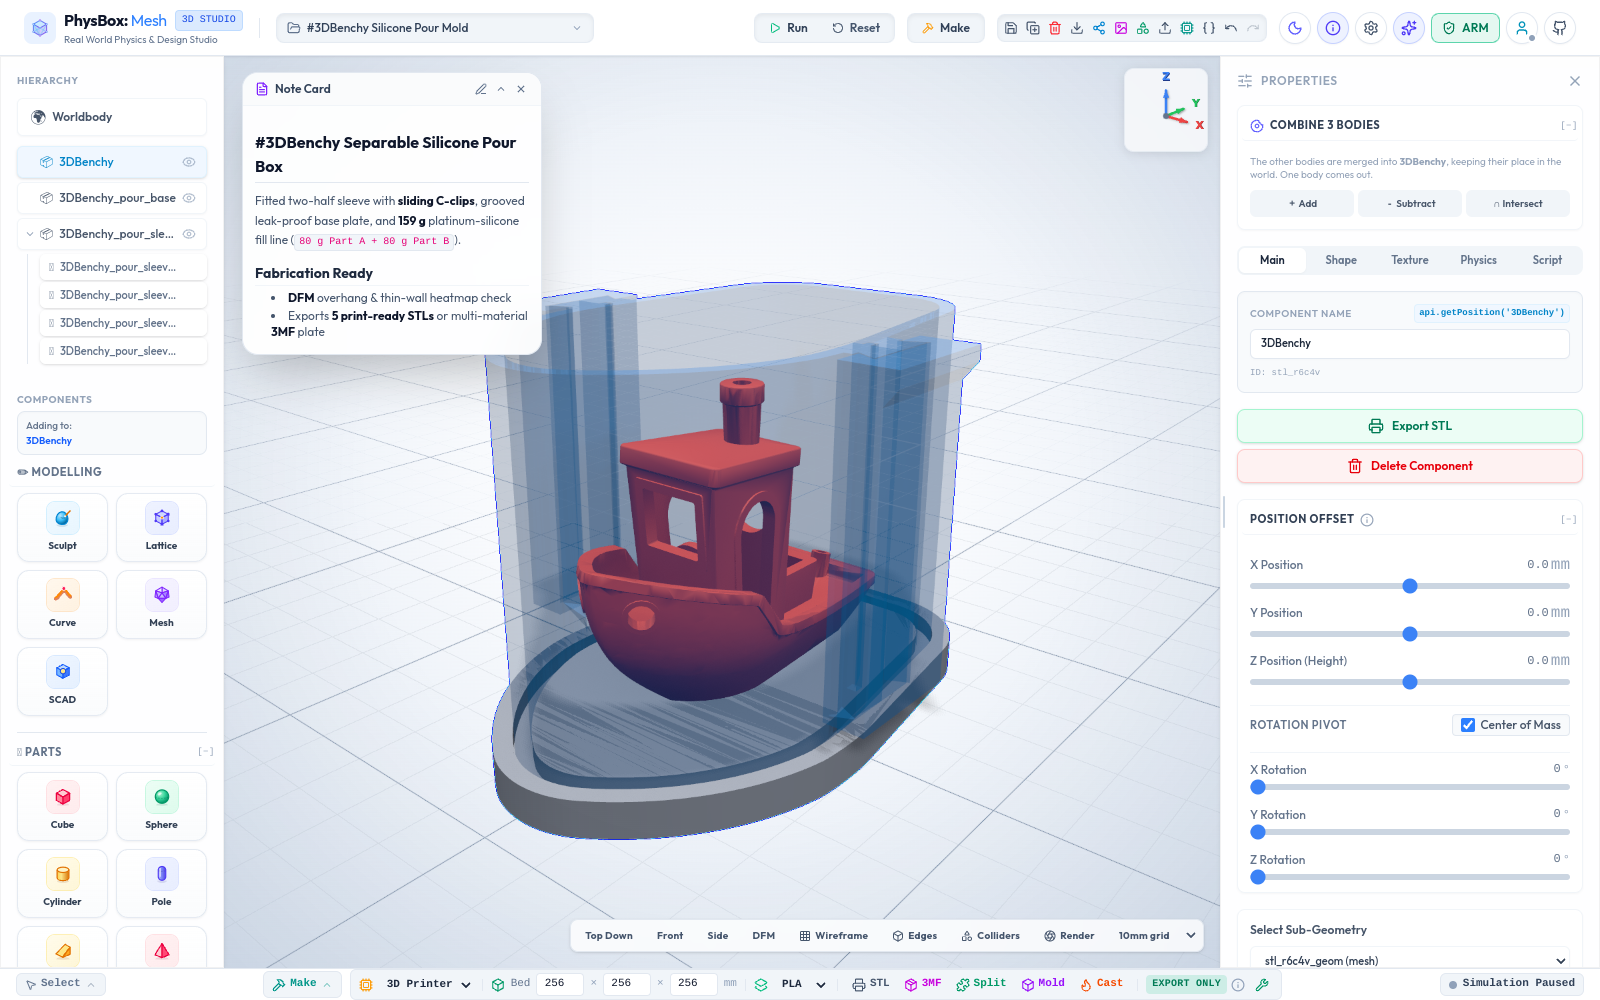 PhysBox: Mesh
3D STUDIO
Real World Physics & Design Studio
#3DBenchy Silicone Pour Mold
Run
Reset
Make
ARM
HIERARCHY
Worldbody
3DBenchy
3DBenchy_pour_base
3DBenchy_pour_sle...
3DBenchy_pour_sleev...
3DBenchy_pour_sleev...
3DBenchy_pour_sleev...
3DBenchy_pour_sleev...
COMPONENTS
Adding to:
3DBenchy
MODELLING
Sculpt
Lattice
Curve
Mesh
SCAD
PARTS
[-]
Cube
Sphere
Cylinder
Pole
Note Card
#3DBenchy Separable Silicone Pour
Box
Fitted two-half sleeve with sliding C-clips, grooved
leak-proof base plate, and 159 g platinum-silicone
fill line ( 80 g Part A + 80 g Part B ).
Fabrication Ready
• DFM overhang & thin-wall heatmap check
• Exports 5 print-ready STLs or multi-material
3MF plate
Z
Y
X
Top Down
Front
Side
DFM
Wireframe
Edges
Colliders
Render
10mm grid
PROPERTIES
COMBINE 3 BODIES
[-]
The other bodies are merged into 3DBenchy, keeping their place in the
world. One body comes out.
+ Add
- Subtract
∩ Intersect
Main
Shape
Texture
Physics
Script
COMPONENT NAME
api.getPosition('3DBenchy')
3DBenchy
ID: stl_r6c4v
Export STL
Delete Component
POSITION OFFSET
[-]
X Position
0.0 mm
Y Position
0.0 mm
Z Position (Height)
0.0 mm
ROTATION PIVOT
Center of Mass
X Rotation
0 °
Y Rotation
0 °
Z Rotation
0 °
Select Sub-Geometry
stl_r6c4v_geom (mesh)
Select
Make
3D Printer
Bed
256
×
256
×
256
mm
PLA
STL
3MF
Split
Mold
Cast
EXPORT ONLY
Simulation Paused